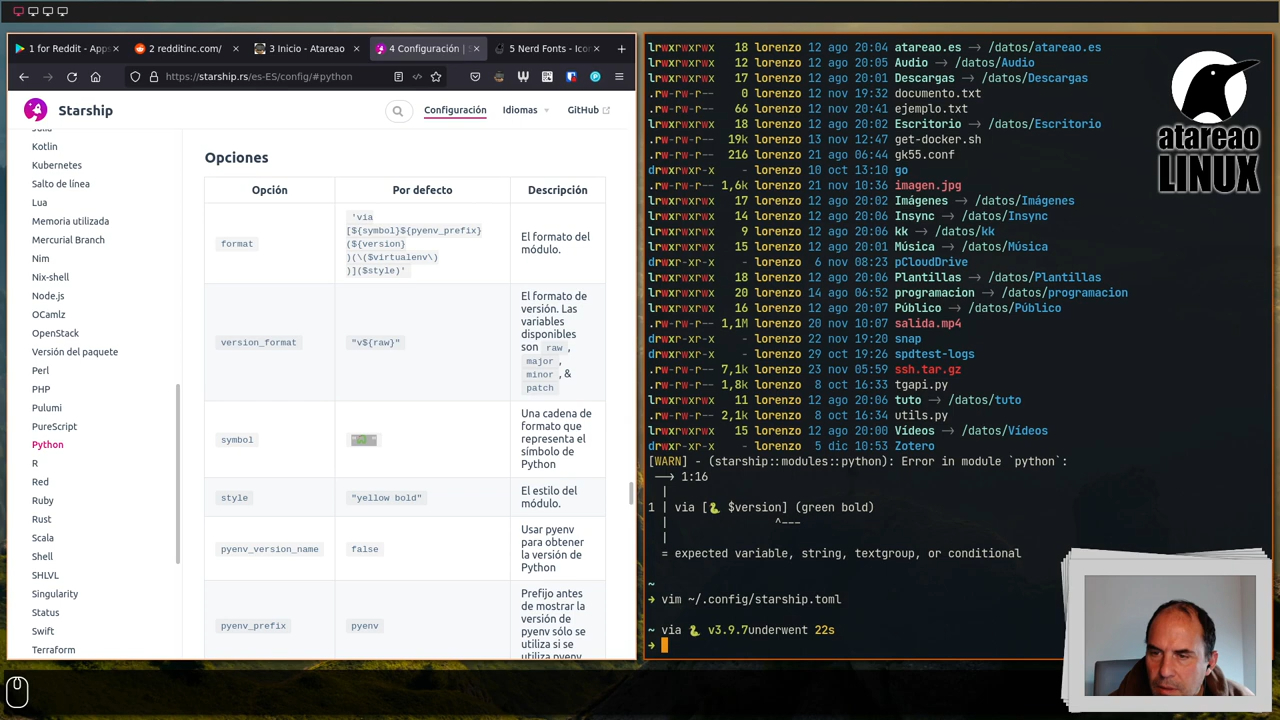 1 for Reddit - Apps
2 redditinc.com/
3 Inicio - Atareao
4 Configuración | S
5 Nerd Fonts - Ico
https://starship.rs/es-ES/config/#python
Starship
Configuración
Idiomas
GitHub
Julia
Kotlin
Kubernetes
Salto de línea
Lua
Memoria utilizada
Mercurial Branch
Nim
Nix-shell
Node.js
OCamlz
OpenStack
Versión del paquete
Perl
PHP
Pulumi
PureScript
Python
R
Red
Ruby
Rust
Scala
Shell
SHLVL
Singularity
Status
Swift
Terraform
Opciones
Opción Por defecto Descripción
format
'via
[${symbol}${pyenv_prefix}
(${version}
)(\($virtualenv\)
)]($style)'
El formato del
módulo.
version_format
"v${raw}"
El formato de
versión. Las
variables
disponibles
son raw ,
major ,
minor , &
patch
symbol
Una cadena de
formato que
representa el
símbolo de
Python
style
"yellow bold"
El estilo del
módulo.
pyenv_version_name
false
Usar pyenv
para obtener
la versión de
Python
pyenv_prefix
pyenv
Prefijo antes
de mostrar la
versión de
pyenv sólo se
utiliza si se
utiliza pyenv
lrwxrwxrwx 18 lorenzo 12 ago 20:04 atareao.es -> /datos/atareao.es
lrwxrwxrwx 12 lorenzo 12 ago 20:05 Audio -> /datos/Audio
lrwxrwxrwx 17 lorenzo 12 ago 20:01 Descargas -> /datos/Descargas
.rw-rw-r-- 0 lorenzo 12 nov 19:32 documento.txt
.rw-rw-r-- 66 lorenzo 12 nov 20:41 ejemplo.txt
lrwxrwxrwx 18 lorenzo 12 ago 20:02 Escritorio -> /datos/Escritorio
.rw-rw-r-- 19k lorenzo 13 nov 12:47 get-docker.sh
.rw-rw-r-- 216 lorenzo 21 ago 06:44 gk55.conf
drwxrwxr-x - lorenzo 10 oct 13:10 go
.rw-rw-r-- 1,6k lorenzo 21 nov 10:36 imagen.jpg
lrwxrwxrwx 17 lorenzo 12 ago 20:02 Imágenes -> /datos/Imágenes
lrwxrwxrwx 14 lorenzo 12 ago 20:06 Insync -> /datos/Insync
lrwxrwxrwx 9 lorenzo 12 ago 20:06 kk -> /datos/kk
lrwxrwxrwx 15 lorenzo 12 ago 20:01 Música -> /datos/Música
drwxr-xr-x - lorenzo 6 nov 08:23 pCloudDrive
lrwxrwxrwx 18 lorenzo 12 ago 20:06 Plantillas -> /datos/Plantillas
lrwxrwxrwx 20 lorenzo 14 ago 06:52 programacion -> /datos/programacion
lrwxrwxrwx 16 lorenzo 12 ago 20:07 Público -> /datos/Público
.rw-rw-r-- 1,1M lorenzo 20 nov 10:07 salida.mp4
drwxr-xr-x - lorenzo 22 nov 19:20 snap
drwxrwxr-x - lorenzo 29 oct 19:26 spdtest-logs
.rw-rw-r-- 7,1k lorenzo 23 nov 05:59 ssh.tar.gz
.rw-rw-r-- 1,8k lorenzo 8 oct 16:33 tgapi.py
lrwxrwxrwx 11 lorenzo 12 ago 20:06 tuto -> /datos/tuto
.rw-rw-r-- 2,1k lorenzo 8 oct 16:34 utils.py
lrwxrwxrwx 15 lorenzo 12 ago 20:00 Vídeos -> /datos/Vídeos
drwxr-xr-x - lorenzo 5 dic 10:53 Zotero
[WARN] - (starship::modules::python): Error in module `python`:
--> 1:16
|
1 | via [🐍 $version] (green bold)
| ^---
|
= expected variable, string, textgroup, or conditional
~
➜ vim ~/.config/starship.toml
~ via 🐍 v3.9.7underwent 22s
➜
atareao
LINUX